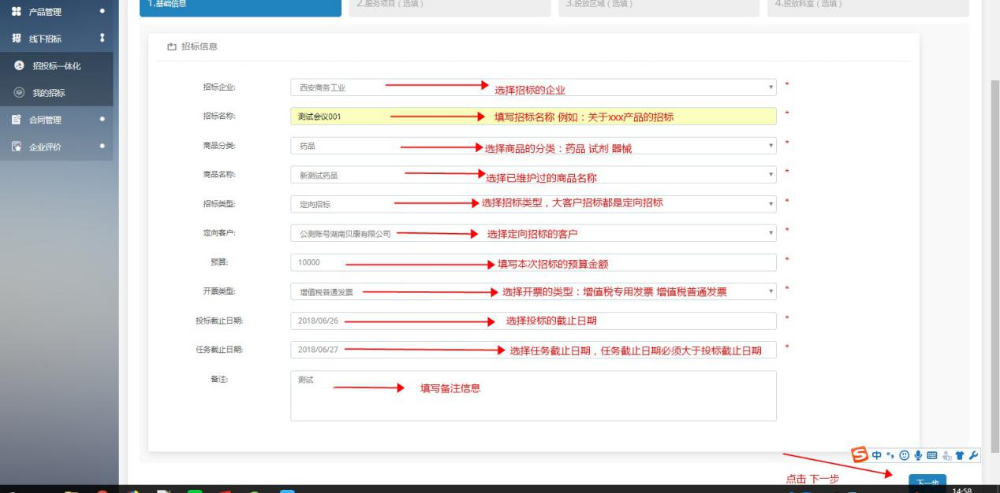 1.基础信息
2.服务项目（选填）
3.投放区域（选填）
4.投放科室（选填）
产品管理
招 线下招标
招投标一体化
我的招标
合同管理
企业评价
招标信息
招标企业: 西安商务工业 选择招标的企业 *
招标名称: 测试会议001 填写招标名称 例如：关于xxx产品的招标 *
商品分类: 药品 选择商品的分类：药品 试剂 器械 *
商品名称: 新测试药品 选择已维护过的商品名称 *
招标类型: 定向招标 选择招标类型，大客户招标都是定向招标 *
定向客户: 公测账号湖南贝康有限公司 选择定向招标的客户 *
预算: 10000 填写本次招标的预算金额 *
开票类型: 增值税普通发票 选择开票的类型：增值税专用发票 增值税普通发票 *
投标截止日期: 2018/06/26 选择投标的截止日期 *
任务截止日期: 2018/06/27 选择任务截止日期，任务截止日期必须大于投标截止日期 *
备注: 测试 填写备注信息
S 中
点击 下一步
下一步
14:58